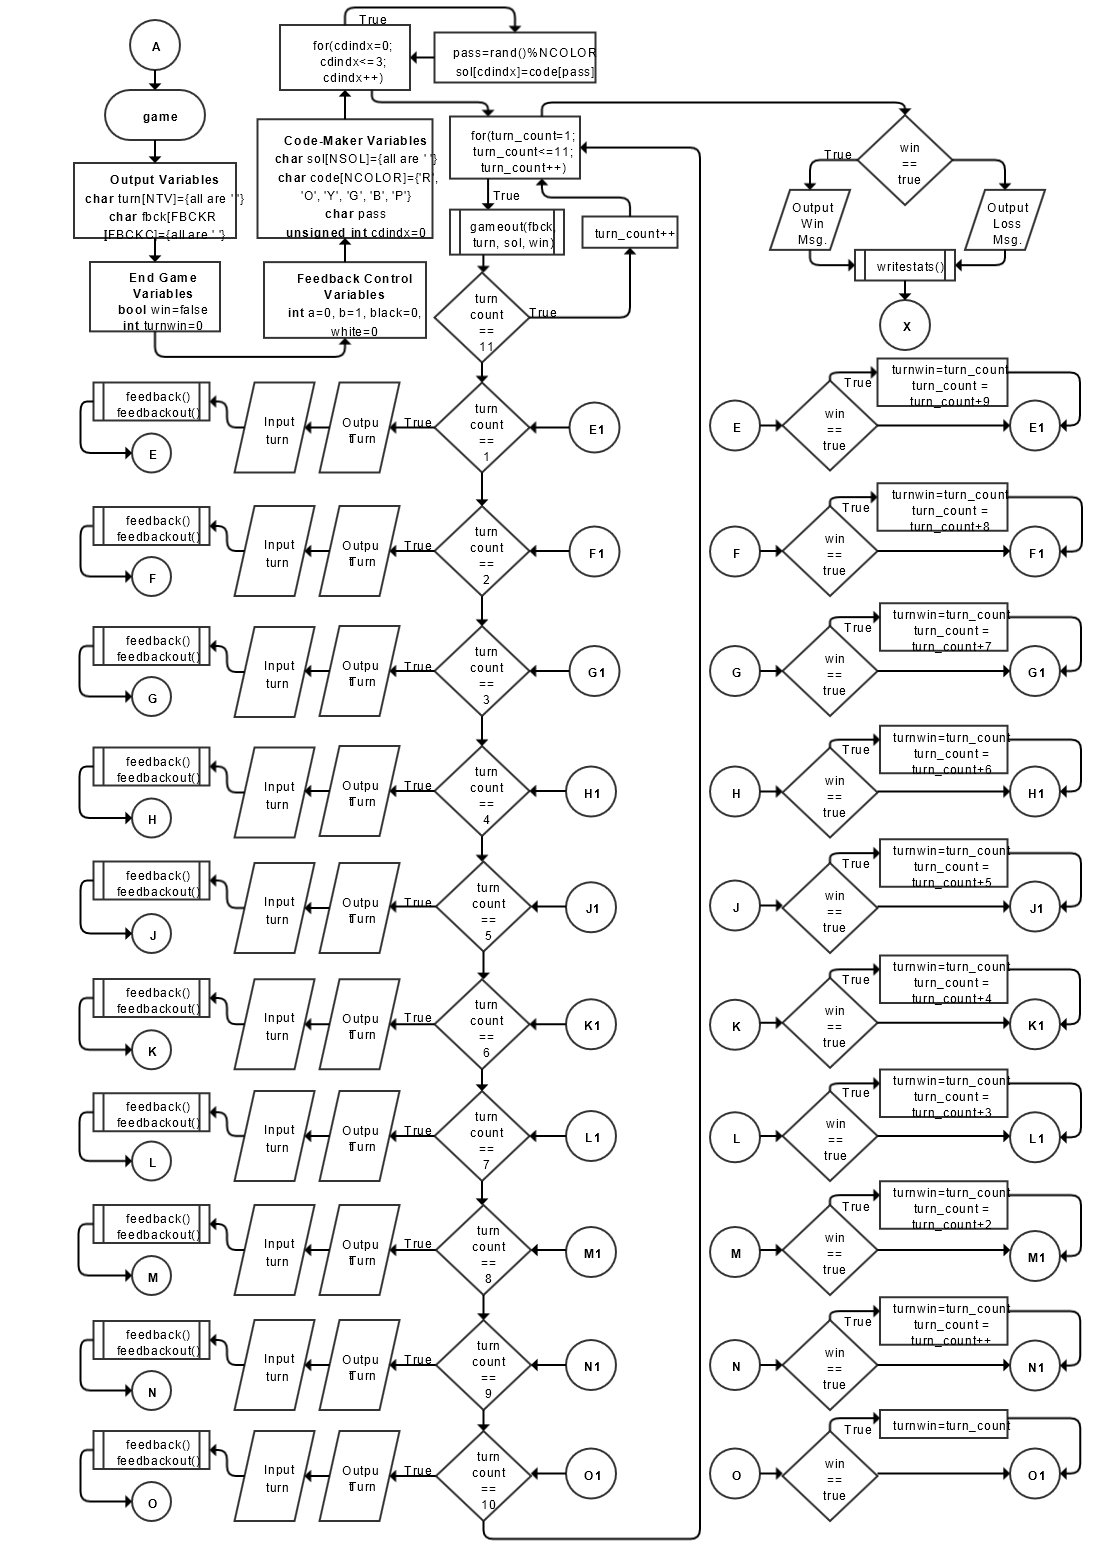 A
game
Output Variables
char turn[NTV]={all are ' '}
char fbck[FBCKR
[FBCKC]={all are ' '}
End Game
Variables
bool win=false
int turnwin=0
True
for(cdindx=0;
cdindx<=3;
cdindx++)
pass=rand()%NCOLOR
sol[cdindx]=code[pass]
Code-Maker Variables
char sol[NSOL]={all are ' '}
char code[NCOLOR]={'R',
'O', 'Y', 'G', 'B', 'P'}
char pass
unsigned int cdindx=0
Feedback Control
Variables
int a=0, b=1, black=0,
white=0
for(turn_count=1;
turn_count<=11;
turn_count++)
True
gameout(fbck,
turn, sol, win)
turn_count++
turn
count
==
11
True
win
==
true
True
Output
Win
Msg.
Output
Loss
Msg.
writestats()
X
feedback()
feedbackout()
E
Input
turn
Outpu
Turn
True
turn
count
==
1
E1
E
win
==
true
True
turnwin=turn_count
turn_count =
turn_count+9
E1
feedback()
feedbackout()
F
Input
turn
Outpu
Turn
True
turn
count
==
2
F1
F
win
==
true
True
turnwin=turn_count
turn_count =
turn_count+8
F1
feedback()
feedbackout()
G
Input
turn
Outpu
Turn
True
turn
count
==
3
G1
G
win
==
true
True
turnwin=turn_count
turn_count =
turn_count+7
G1
feedback()
feedbackout()
H
Input
turn
Outpu
Turn
True
turn
count
==
4
H1
H
win
==
true
True
turnwin=turn_count
turn_count =
turn_count+6
H1
feedback()
feedbackout()
J
Input
turn
Outpu
Turn
True
turn
count
==
5
J1
J
win
==
true
True
turnwin=turn_count
turn_count =
turn_count+5
J1
feedback()
feedbackout()
K
Input
turn
Outpu
Turn
True
turn
count
==
6
K1
K
win
==
true
True
turnwin=turn_count
turn_count =
turn_count+4
K1
feedback()
feedbackout()
L
Input
turn
Outpu
Turn
True
turn
count
==
7
L1
L
win
==
true
True
turnwin=turn_count
turn_count =
turn_count+3
L1
feedback()
feedbackout()
M
Input
turn
Outpu
Turn
True
turn
count
==
8
M1
M
win
==
true
True
turnwin=turn_count
turn_count =
turn_count+2
M1
feedback()
feedbackout()
N
Input
turn
Outpu
Turn
True
turn
count
==
9
N1
N
win
==
true
True
turnwin=turn_count
turn_count =
turn_count++
N1
feedback()
feedbackout()
O
Input
turn
Outpu
Turn
True
turn
count
==
10
O1
O
win
==
true
True
turnwin=turn_count
O1